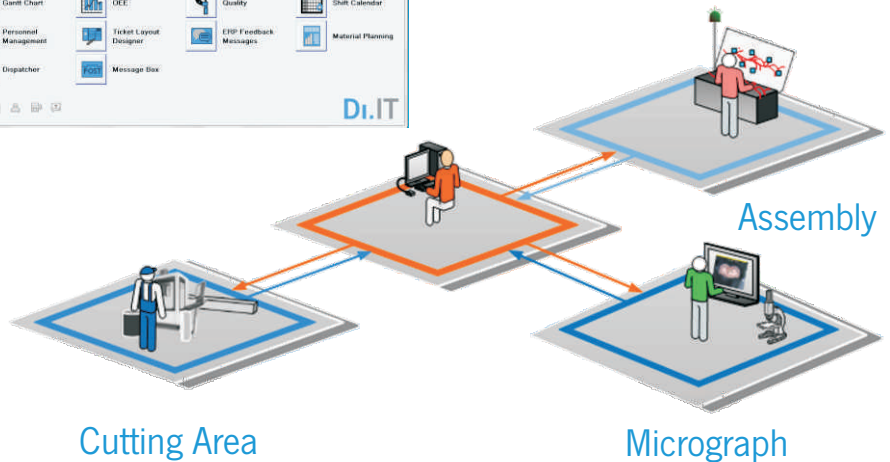 Gantt Chart
OEE
Quality
Shift Calendar
Personnel
Management
Ticket Layout
Designer
ERP Feedback
Messages
Material Planning
Dispatcher
POST
Message Box
DI.IT
Assembly
Cutting Area
Micrograph